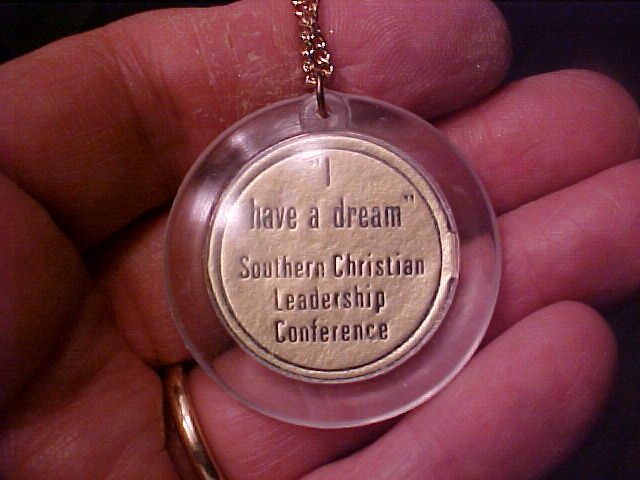 "I
have a dream"
Southern Christian
Leadership
Conference